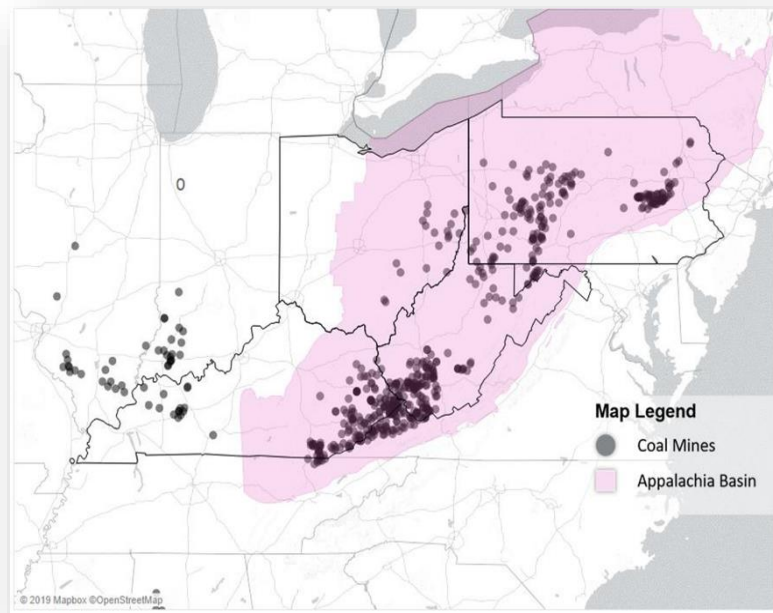 0
Map Legend
Coal Mines
Appalachia Basin
© 2019 Mapbox ©OpenStreetMap